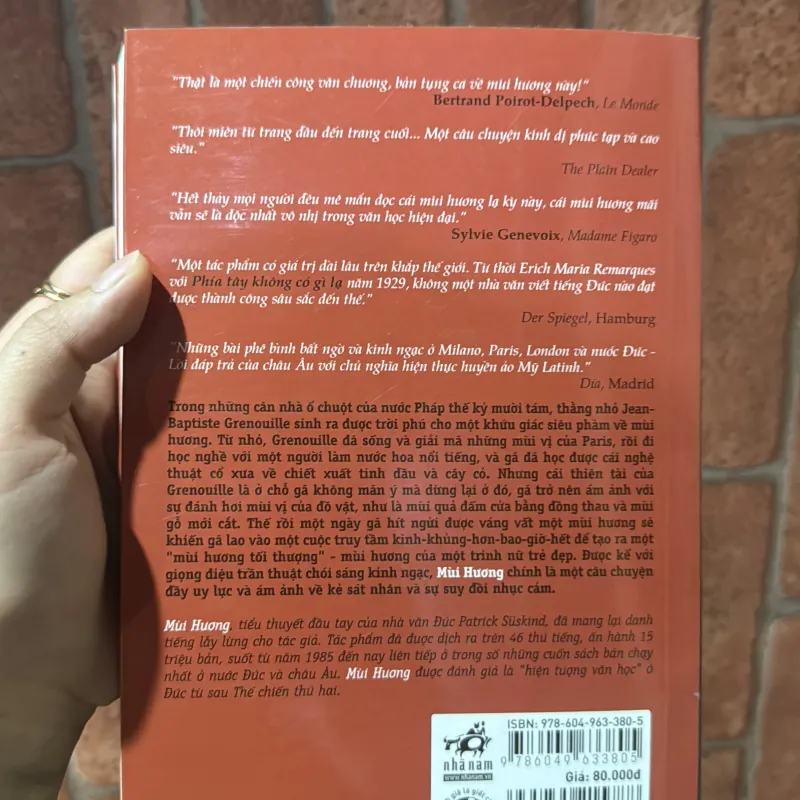 "Thật là một chiến công văn chương, bản tụng ca về mùi hương này!"
Bertrand Poirot-Delpech, Le Monde
"Thôi miên từ trang đầu đến trang cuối... Một câu chuyện kinh dị phức tạp và cao
siêu."
The Plain Dealer
"Hết thảy mọi người đều mê mẩn đọc cái mùi hương lạ kỳ này, cái mùi hương mãi
vẫn sẽ là độc nhất vô nhị trong văn học hiện đại."
Sylvie Genevoix, Madame Figaro
"Một tác phẩm có giá trị dài lâu trên khắp thế giới. Từ thời Erich Maria Remarques
với Phía tây không có gì lạ năm 1929, không một nhà văn viết tiếng Đức nào đạt
được thành công sâu sắc đến thế."
Der Spiegel, Hamburg
"Những bài phê bình bất ngờ và kinh ngạc ở Milano, Paris, London và nước Đức -
Lời đáp trả của châu Âu với chủ nghĩa hiện thực huyền ảo Mỹ Latinh."
Dia, Madrid
Trong những căn nhà ổ chuột của nước Pháp thế kỷ mười tám, thằng nhỏ Jean-
Baptiste Grenouille sinh ra được trời phú cho một khứu giác siêu phàm về mùi
hương. Từ nhỏ, Grenouille đã sống và giải mã những mùi vị của Paris, rồi đi
học nghề với một người làm nước hoa nổi tiếng, và gã đã học được cái nghệ
thuật cổ xưa về chiết xuất tinh dầu và cây cỏ. Nhưng cái thiên tài của
Grenouille là ở chỗ gã không mãn ý mà dừng lại ở đó, gã trở nên ám ảnh với
sự đánh hơi mùi vị của đồ vật, như là mùi quả đấm cửa bằng đồng thau và mùi
gỗ mới cắt. Thế rồi một ngày gã hít ngửi được váng vất một mùi hương sẽ
khiến gã lao vào một cuộc truy tầm kinh-khủng-hơn-bao-giờ-hết để tạo ra một
"mùi hương tối thượng" - mùi hương của một trinh nữ trẻ đẹp. Được kể với
giọng điệu trần thuật chói sáng kinh ngạc, Mùi Hương chính là một câu chuyện
đầy uy lực và ám ảnh về kẻ sát nhân và sự suy đồi nhục cảm.
Mùi Hương, tiểu thuyết đầu tay của nhà văn Đức Patrick Süskind, đã mang lại danh
tiếng lẫy lừng cho tác giả. Tác phẩm đã được dịch ra trên 46 thứ tiếng, ấn hành 15
triệu bản, suốt từ năm 1985 đến nay liên tiếp ở trong số những cuốn sách bán chạy
nhất ở nước Đức và châu Âu. Mùi Hương được đánh giá là "hiện tượng văn học" ở
Đức từ sau Thế chiến thứ hai.
ISBN: 978-604-963-380-5
9 786049 633805
nhã nam
www.nhanam.vn
Giá: 80.000đ